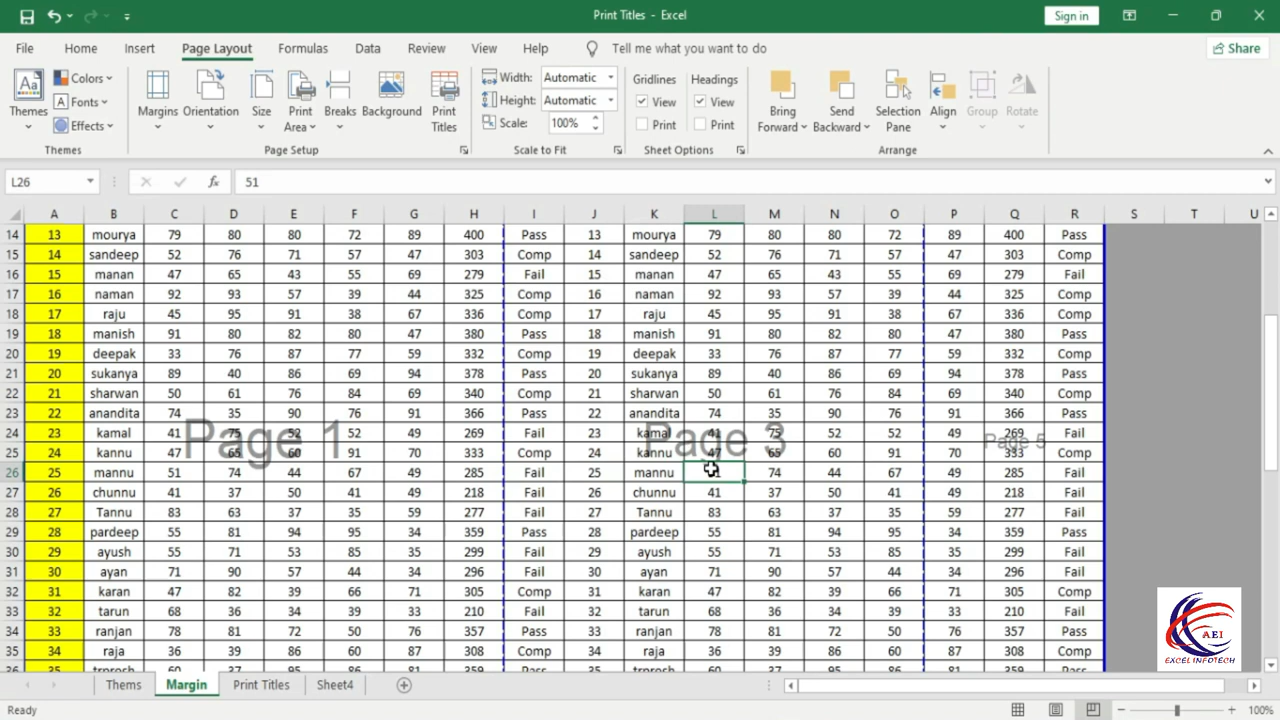 Print Titles - Excel
Sign in
File Home Insert Page Layout Formulas Data Review View Help Tell me what you want to do Share
Themes Colors Fonts Effects Margins Orientation Size Print Area Breaks Background Print Titles Width: Automatic Height: Automatic Scale: 100% Gridlines View Print Headings View Print Bring Forward Send Backward Selection Pane Align Group Rotate
Themes Page Setup Scale to Fit Sheet Options Arrange
L26 fx 51
A B C D E F G H I J K L M N O P Q R S T U
14 13 mourya 79 80 80 72 89 400 Pass 13 mourya 79 80 80 72 89 400 Pass
15 14 sandeep 52 76 71 57 47 303 Comp 14 sandeep 52 76 71 57 47 303 Comp
16 15 manan 47 65 43 55 69 279 Fail 15 manan 47 65 43 55 69 279 Fail
17 16 naman 92 93 57 39 44 325 Comp 16 naman 92 93 57 39 44 325 Comp
18 17 raju 45 95 91 38 67 336 Comp 17 raju 45 95 91 38 67 336 Comp
19 18 manish 91 80 82 80 47 380 Pass 18 manish 91 80 82 80 47 380 Pass
20 19 deepak 33 76 87 77 59 332 Comp 19 deepak 33 76 87 77 59 332 Comp
21 20 sukanya 89 40 86 69 94 378 Pass 20 sukanya 89 40 86 69 94 378 Pass
22 21 sharwan 50 61 76 84 69 340 Comp 21 sharwan 50 61 76 84 69 340 Comp
23 22 anandita 74 35 90 76 91 366 Pass 22 anandita 74 35 90 76 91 366 Pass
24 23 kamal 41 75 52 52 49 269 Fail 23 kamal 41 75 52 52 49 269 Fail
Page 1 Page 3 Page 5
25 24 kannu 47 65 60 91 70 333 Comp 24 kannu 47 65 60 91 70 333 Comp
26 25 mannu 51 74 44 67 49 285 Fail 25 mannu 74 44 67 49 285 Fail
27 26 chunnu 41 37 50 41 49 218 Fail 26 chunnu 41 37 50 41 49 218 Fail
28 27 Tannu 83 63 37 35 59 277 Fail 27 Tannu 83 63 37 35 59 277 Fail
29 28 pardeep 55 81 94 95 34 359 Pass 28 pardeep 55 81 94 95 34 359 Pass
30 29 ayush 55 71 53 85 35 299 Fail 29 ayush 55 71 53 85 35 299 Fail
31 30 ayan 71 90 57 44 34 296 Fail 30 ayan 71 90 57 44 34 296 Fail
32 31 karan 47 82 39 66 71 305 Comp 31 karan 47 82 39 66 71 305 Comp
33 32 tarun 68 36 34 39 33 210 Fail 32 tarun 68 36 34 39 33 210 Fail
34 33 ranjan 78 81 72 50 76 357 Pass 33 ranjan 78 81 72 50 76 357 Pass
35 34 raja 36 39 86 60 87 308 Comp 34 raja 36 39 86 60 87 308 Comp
AEI
EXCEL INFOTECH
Thems Margin Print Titles Sheet4
Ready 100%